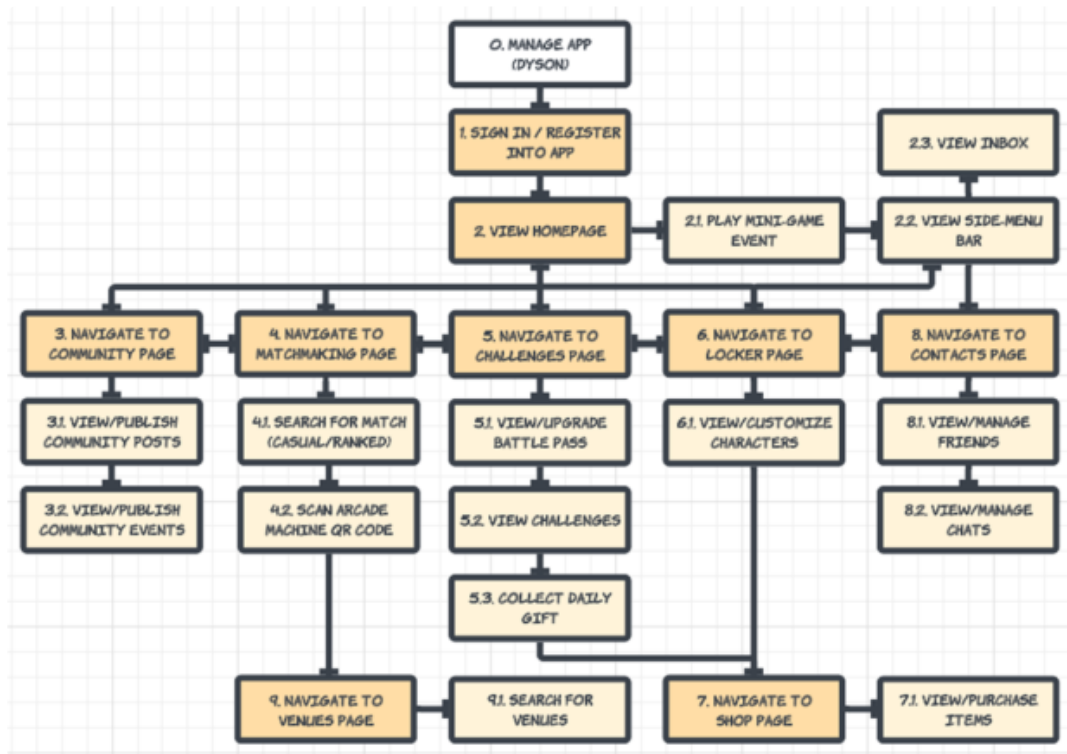 0. MANAGE APP
(DYSON)
1. SIGN IN / REGISTER
INTO APP
2.3. VIEW INBOX
2. VIEW HOMEPAGE
2.1. PLAY MINI-GAME
EVENT
2.2. VIEW SIDE-MENU
BAR
3. NAVIGATE TO
COMMUNITY PAGE
4. NAVIGATE TO
MATCHMAKING PAGE
5. NAVIGATE TO
CHALLENGES PAGE
6. NAVIGATE TO
LOCKER PAGE
8. NAVIGATE TO
CONTACTS PAGE
3.1. VIEW/PUBLISH
COMMUNITY POSTS
4.1. SEARCH FOR MATCH
(CASUAL/RANKED)
5.1. VIEW/UPGRADE
BATTLE PASS
6.1. VIEW/CUSTOMIZE
CHARACTERS
8.1. VIEW/MANAGE
FRIENDS
3.2. VIEW/PUBLISH
COMMUNITY EVENTS
4.2. SCAN ARCADE
MACHINE QR CODE
5.2. VIEW CHALLENGES
8.2. VIEW/MANAGE
CHATS
5.3. COLLECT DAILY
GIFT
9. NAVIGATE TO
VENUES PAGE
9.1. SEARCH FOR
VENUES
7. NAVIGATE TO
SHOP PAGE
7.1. VIEW/PURCHASE
ITEMS